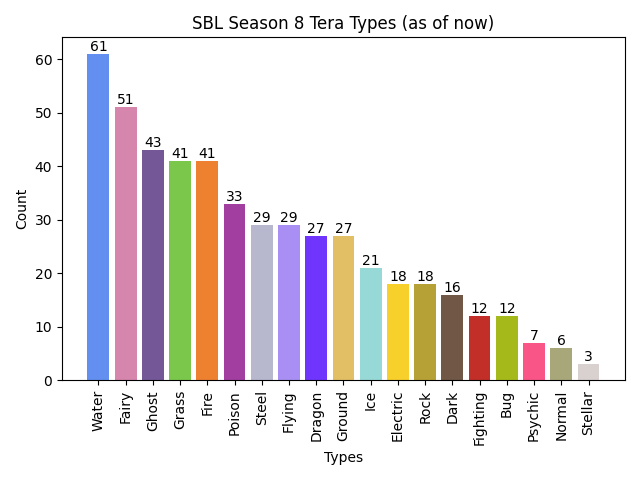 SBL Season 8 Tera Types (as of now)
Count
60
50
40
30
20
10
0
61
51
43
41
41
33
29
29
27
27
21
18
18
16
12
12
7
6
3
Water
Fairy
Ghost
Grass
Fire
Poison
Steel
Flying
Dragon
Ground
Ice
Electric
Rock
Dark
Fighting
Bug
Psychic
Normal
Stellar
Types